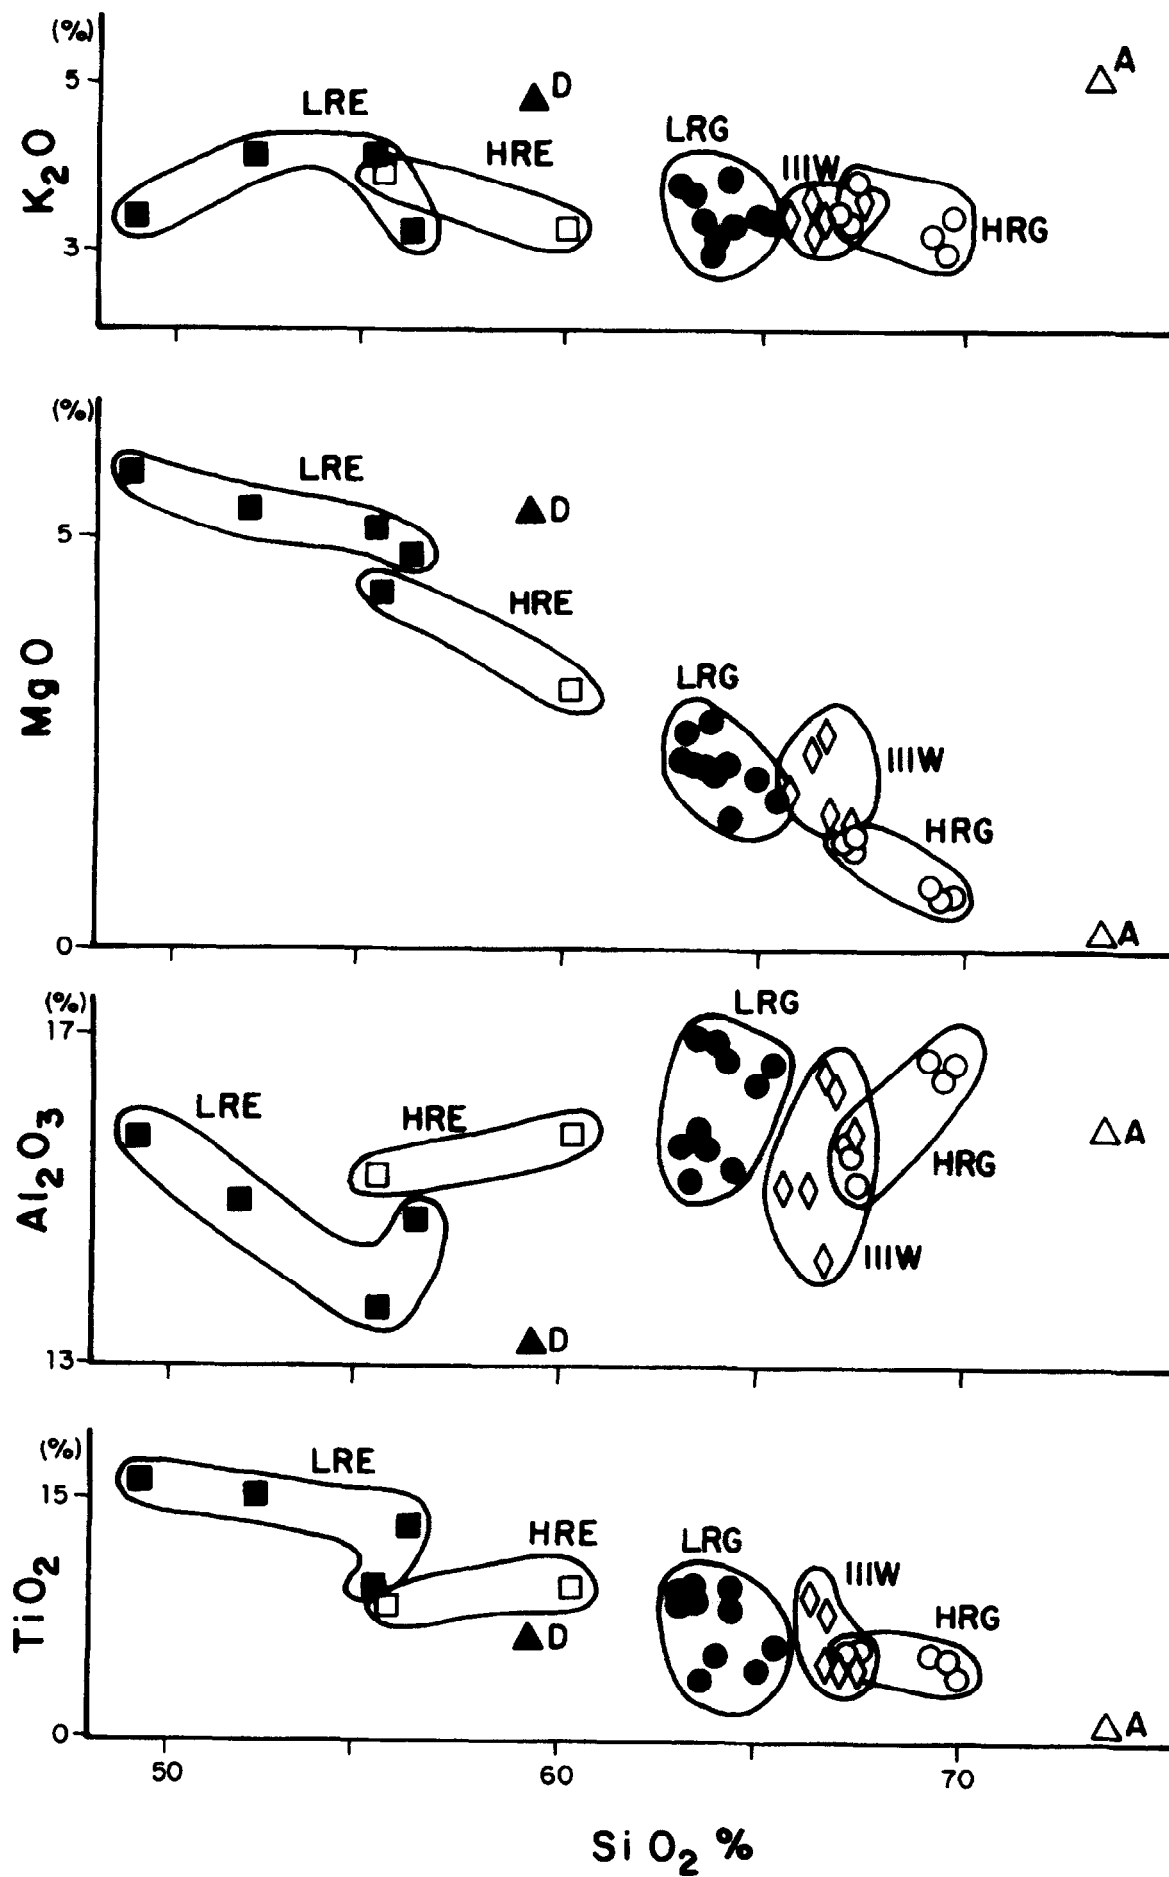 (%)
5
3
K₂O
LRE
D
HRE
LRG
IIIW
HRG
A
(%)
5
0
MgO
LRE
D
HRE
LRG
IIIW
HRG
A
(%)
17
13
Al₂O₃
LRE
HRE
D
LRG
HRG
IIIW
A
(%)
15
0
TiO₂
LRE
HRE
D
LRG
IIIW
HRG
A
50 60 70
SiO₂ %